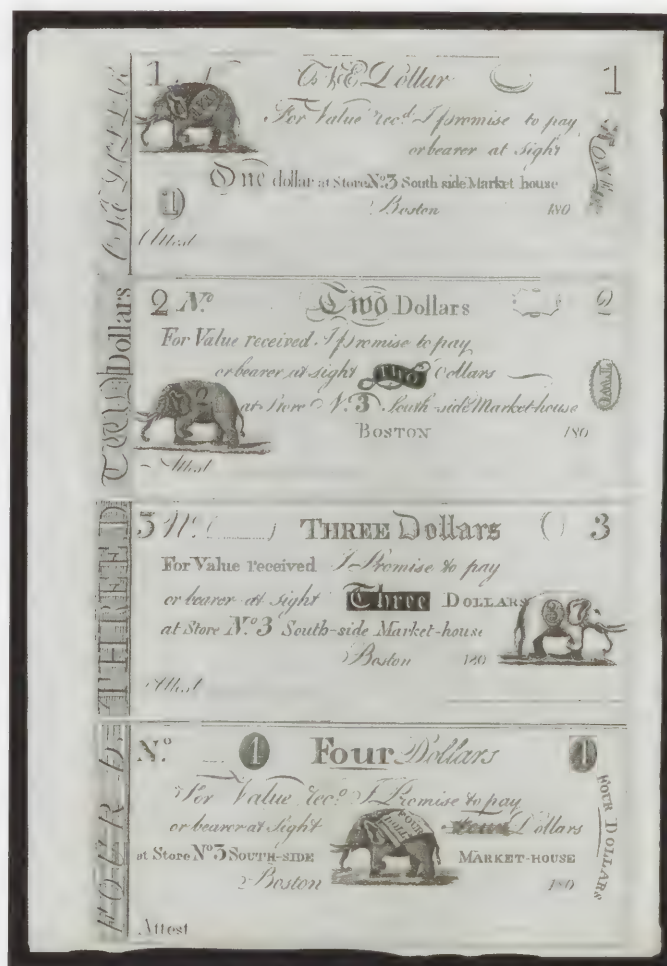 1 ONE Dollar 1
For Value rec.d I promise to pay
or bearer at sight
One dollar at Store No. 3 South side Market house
1 Boston 180
Attest
ONE
TWO Dollars
2 No. Two Dollars
For Value received I promise to pay
or bearer at sight TWO Dollars
2 at Store No. 3 South-side Market-house
BOSTON 180
Attest
TWO
THREE D
3 No. THREE Dollars 3
For Value received I Promise to pay
or bearer at sight Three DOLLARS
at Store No. 3 South-side Market-house
Boston 180
Attest
FOUR D
No. Four Dollars
For Value rec.d I Promise to pay
or bearer at Sight FOUR DOLLS Four Dollars
at Store No. 3 SOUTH-SIDE MARKET-HOUSE
Boston 180
Attest
FOUR DOLLARS